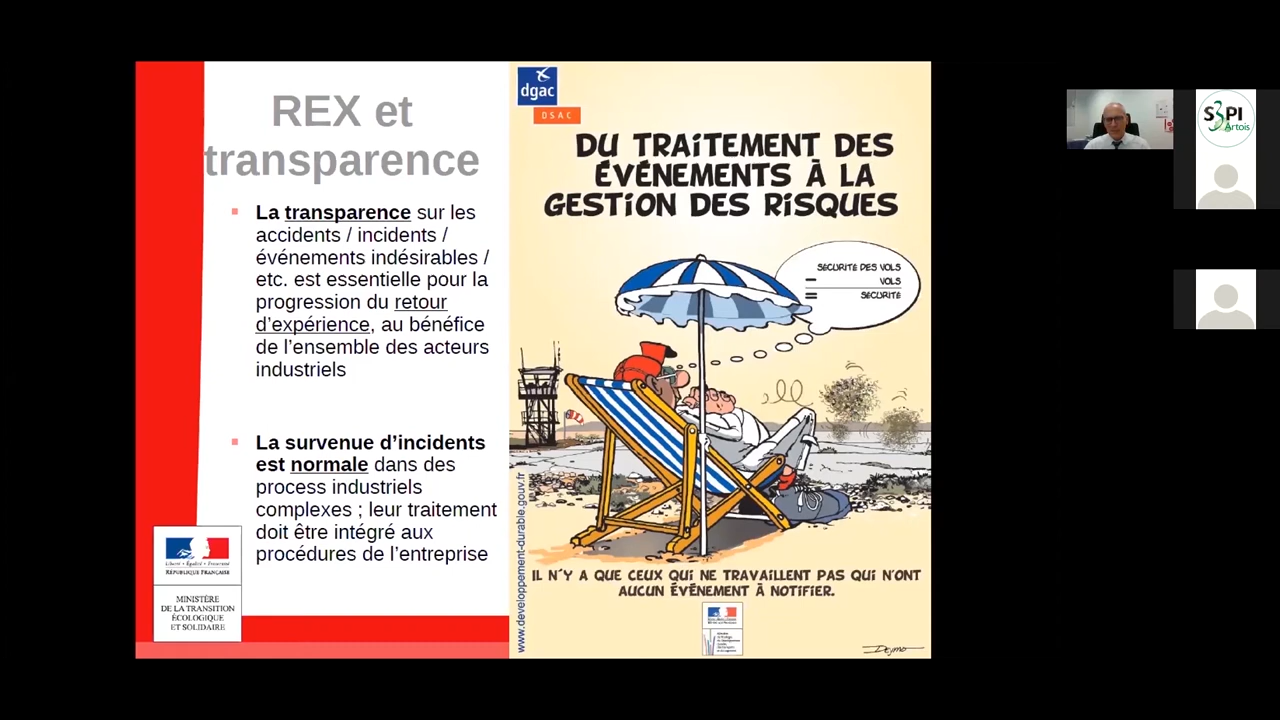 REX et
transparence
La transparence sur les
accidents / incidents /
événements indésirables /
etc. est essentielle pour la
progression du retour
d’expérience, au bénéfice
de l’ensemble des acteurs
industriels
La survenue d’incidents
est normale dans des
process industriels
complexes ; leur traitement
doit être intégré aux
procédures de l’entreprise
Liberté • Égalité • Fraternité
RÉPUBLIQUE FRANÇAISE
MINISTÈRE
DE LA TRANSITION
ÉCOLOGIQUE
ET SOLIDAIRE
dgac
DSAC
DU TRAITEMENT DES
ÉVÉNEMENTS À LA
GESTION DES RISQUES
SÉCURITÉ DES VOLS
– VOLS
= SÉCURITÉ
www.developpement-durable.gouv.fr
IL N'Y A QUE CEUX QUI NE TRAVAILLENT PAS QUI N'ONT
AUCUN ÉVÉNEMENT À NOTIFIER.
S3PI
Artois